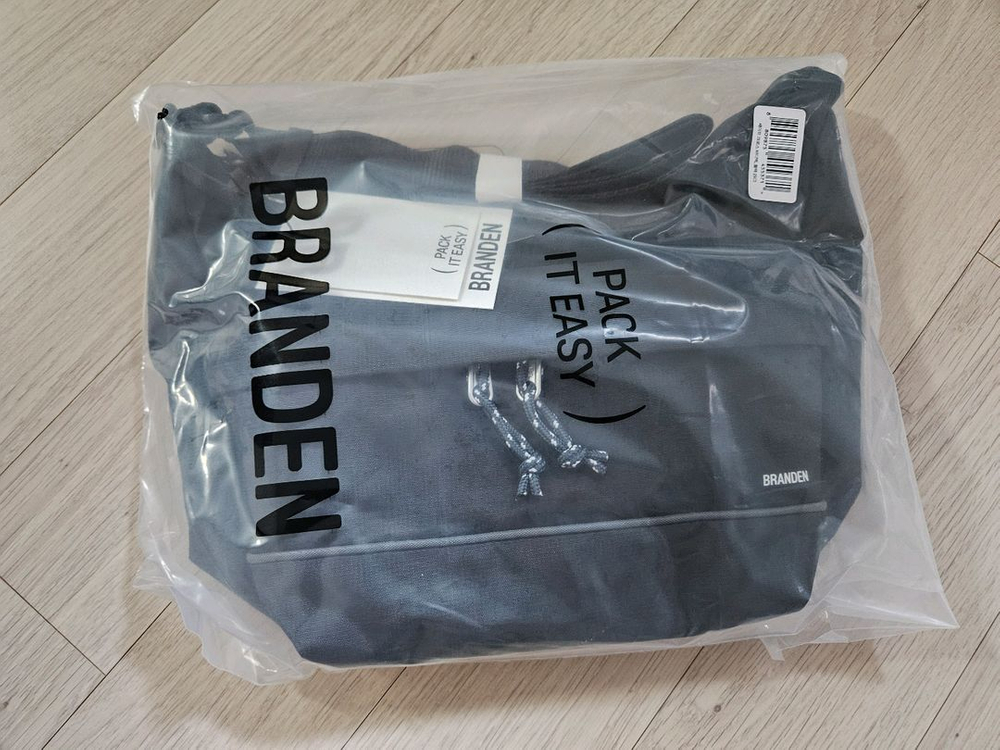 BRANDEN
( PACK
IT EASY )
BRANDEN
( PACK
IT EASY )
BRANDEN